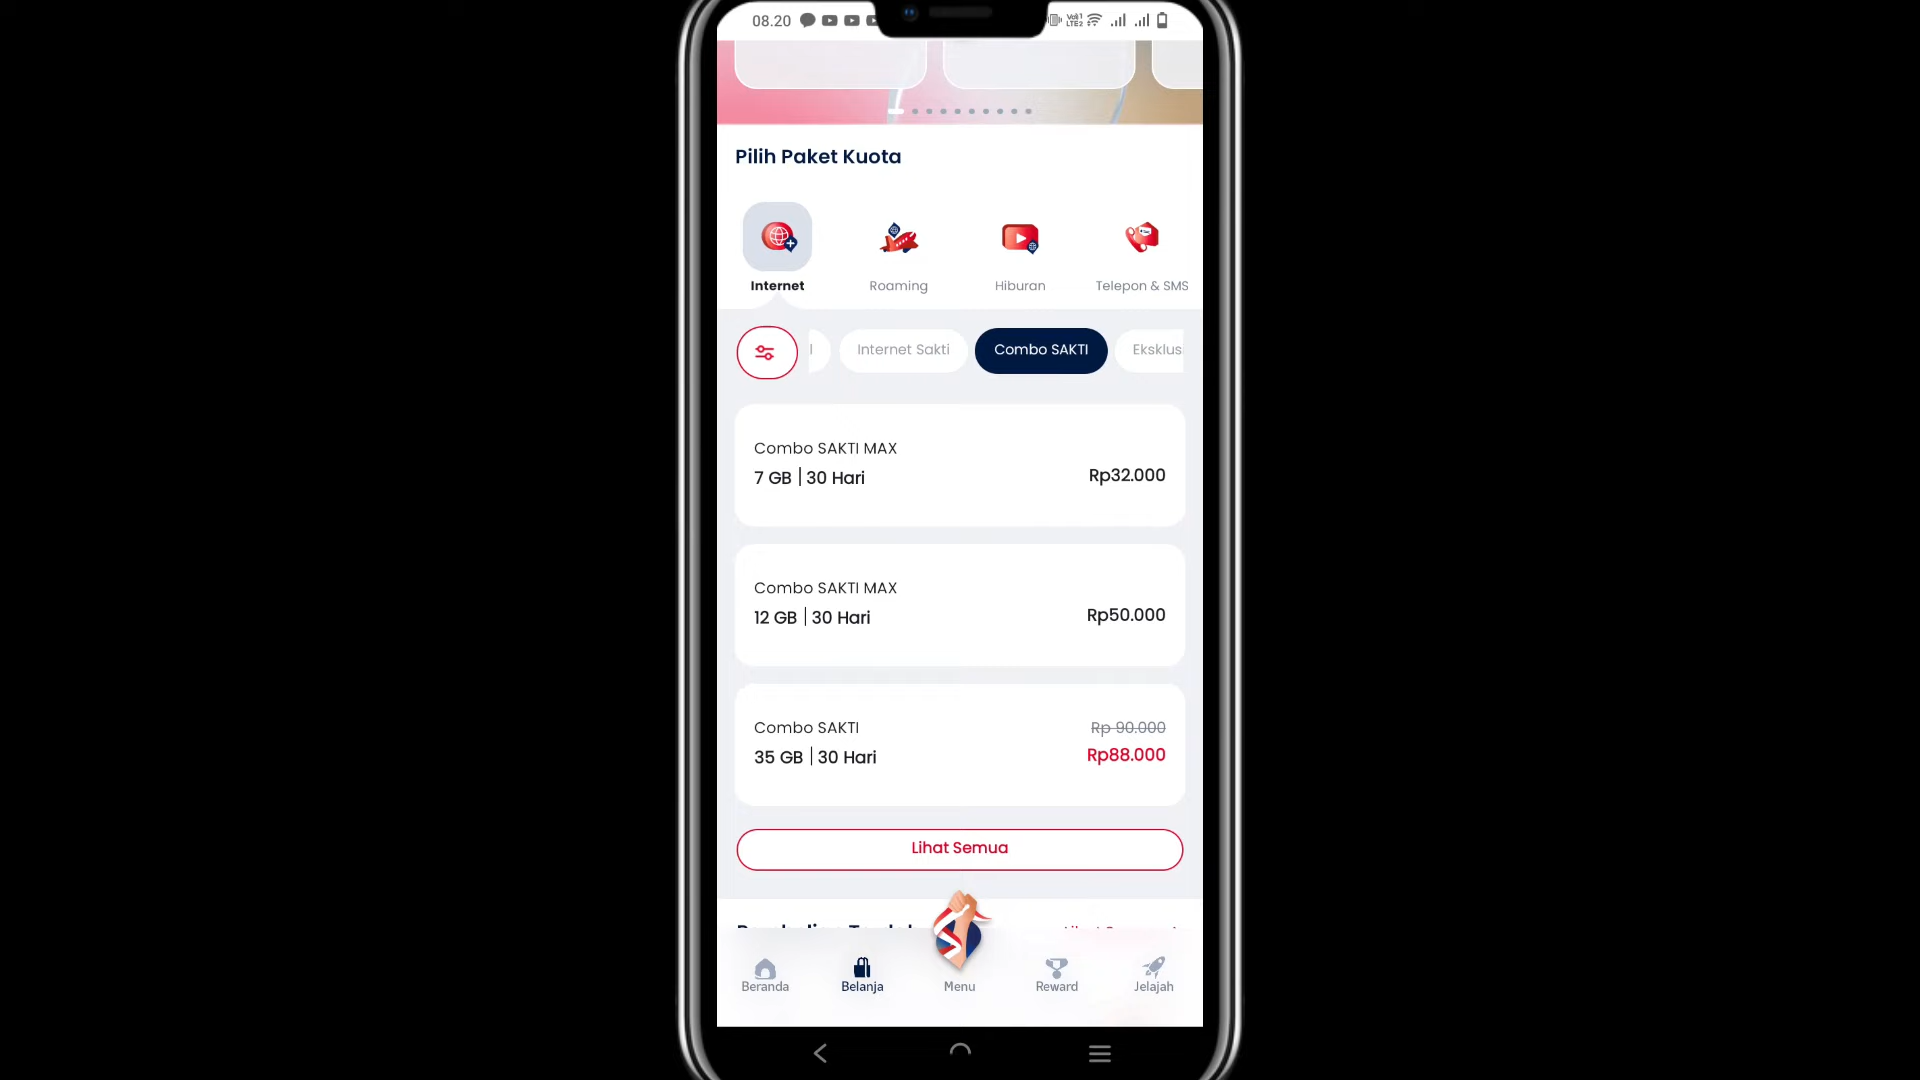 08.20
Pilih Paket Kuota
Internet
Roaming
Hiburan
Telepon & SMS
Internet Sakti
Combo SAKTI
Eksklus
Combo SAKTI MAX
7 GB | 30 Hari
Rp32.000
Combo SAKTI MAX
12 GB | 30 Hari
Rp50.000
Combo SAKTI
Rp 90.000
35 GB | 30 Hari
Rp88.000
Lihat Semua
Beranda
Belanja
Menu
Reward
Jelajah